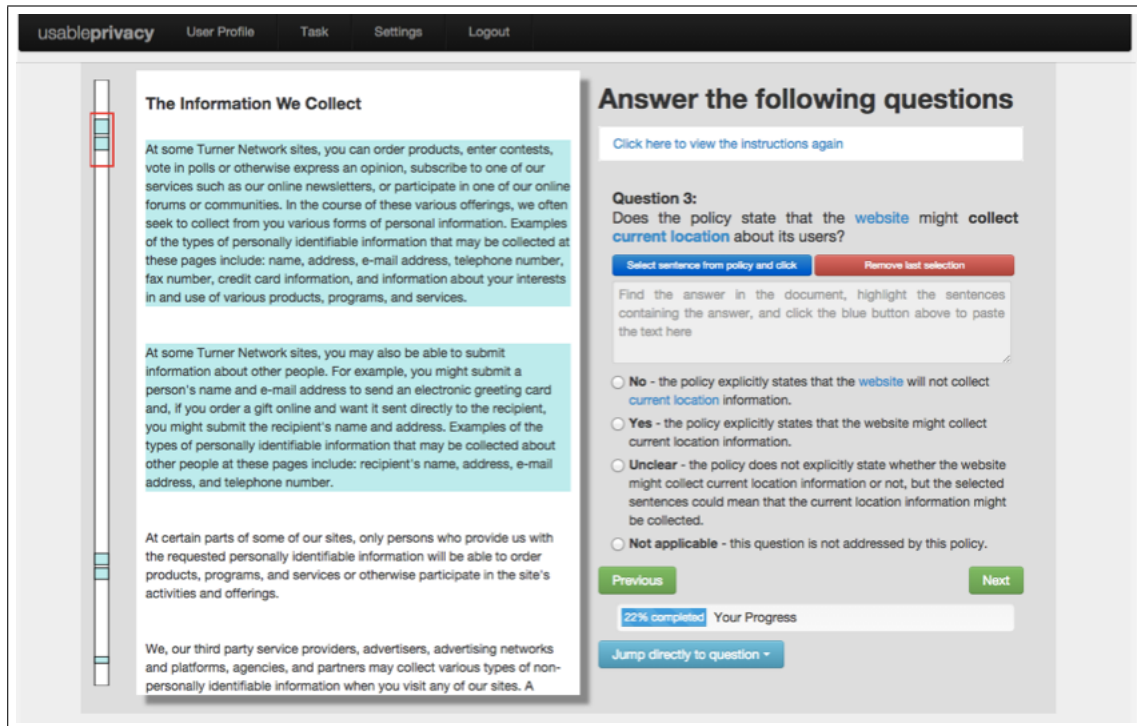 usableprivacy User Profile Task Settings Logout
The Information We Collect
At some Turner Network sites, you can order products, enter contests,
vote in polls or otherwise express an opinion, subscribe to one of our
services such as our online newsletters, or participate in one of our online
forums or communities. In the course of these various offerings, we often
seek to collect from you various forms of personal information. Examples
of the types of personally identifiable information that may be collected at
these pages include: name, address, e-mail address, telephone number,
fax number, credit card information, and information about your interests
in and use of various products, programs, and services.
At some Turner Network sites, you may also be able to submit
information about other people. For example, you might submit a
person's name and e-mail address to send an electronic greeting card
and, if you order a gift online and want it sent directly to the recipient,
you might submit the recipient's name and address. Examples of the
types of personally identifiable information that may be collected about
other people at these pages include: recipient's name, address, e-mail
address, and telephone number.
At certain parts of some of our sites, only persons who provide us with
the requested personally identifiable information will be able to order
products, programs, and services or otherwise participate in the site's
activities and offerings.
We, our third party service providers, advertisers, advertising networks
and platforms, agencies, and partners may collect various types of non-
personally identifiable information when you visit any of our sites. A
Answer the following questions
Click here to view the instructions again
Question 3:
Does the policy state that the website might collect
current location about its users?
Select sentence from policy and click Remove last selection
Find the answer in the document, highlight the sentences
containing the answer, and click the blue button above to paste
the text here
No - the policy explicitly states that the website will not collect
current location information.
Yes - the policy explicitly states that the website might collect
current location information.
Unclear - the policy does not explicitly state whether the website
might collect current location information or not, but the selected
sentences could mean that the current location information might
be collected.
Not applicable - this question is not addressed by this policy.
Previous Next
22% completed Your Progress
Jump directly to question